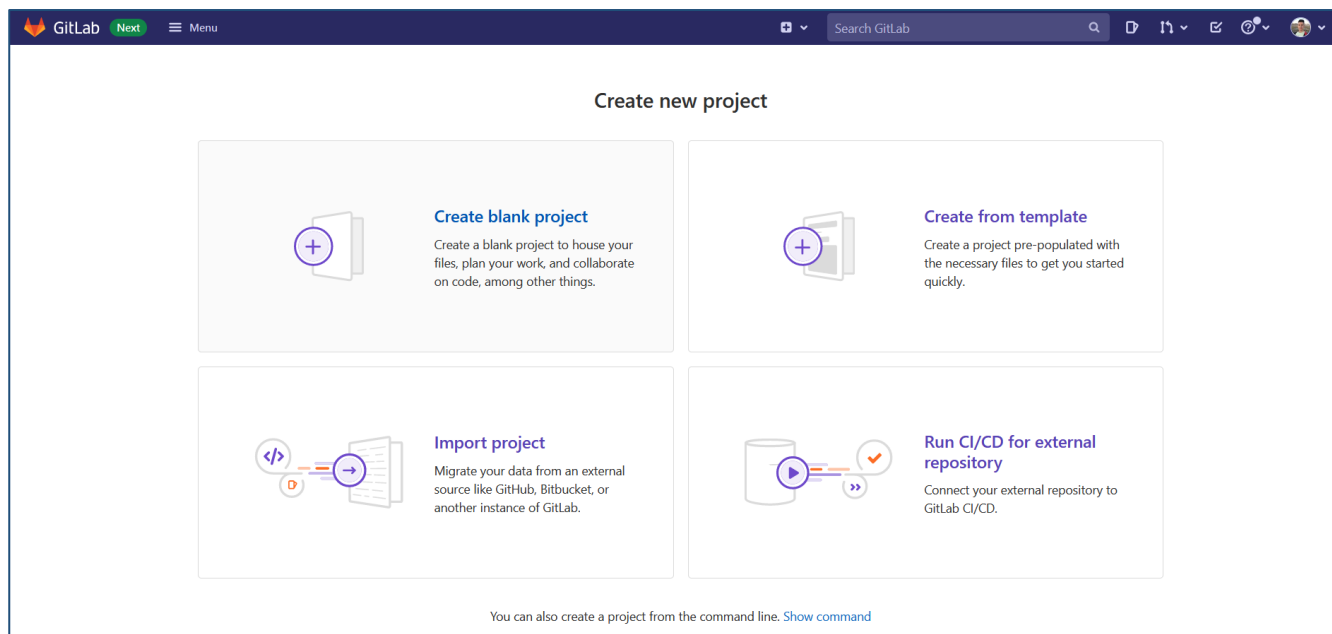 GitLab Next Menu Search GitLab
Create new project
Create blank project
Create a blank project to house your
files, plan your work, and collaborate
on code, among other things.
Create from template
Create a project pre-populated with
the necessary files to get you started
quickly.
Import project
Migrate your data from an external
source like GitHub, Bitbucket, or
another instance of GitLab.
Run CI/CD for external
repository
Connect your external repository to
GitLab CI/CD.
You can also create a project from the command line. Show command